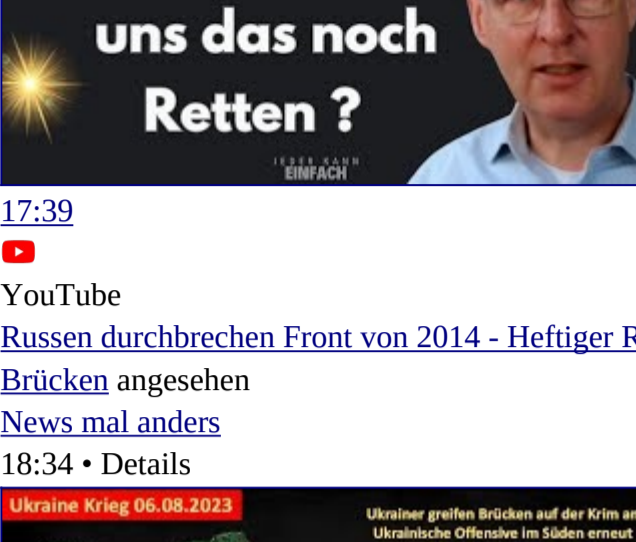 uns das noch
Retten ?
JEDER KANN
EINFACH
17:39
YouTube
Russen durchbrechen Front von 2014 - Heftiger
Brücken angesehen
News mal anders
18:34 • Details
Ukraine Krieg 06.08.2023
Ukrainer greifen Brücken auf der Krim an
Ukrainische Offensive im Süden erneut